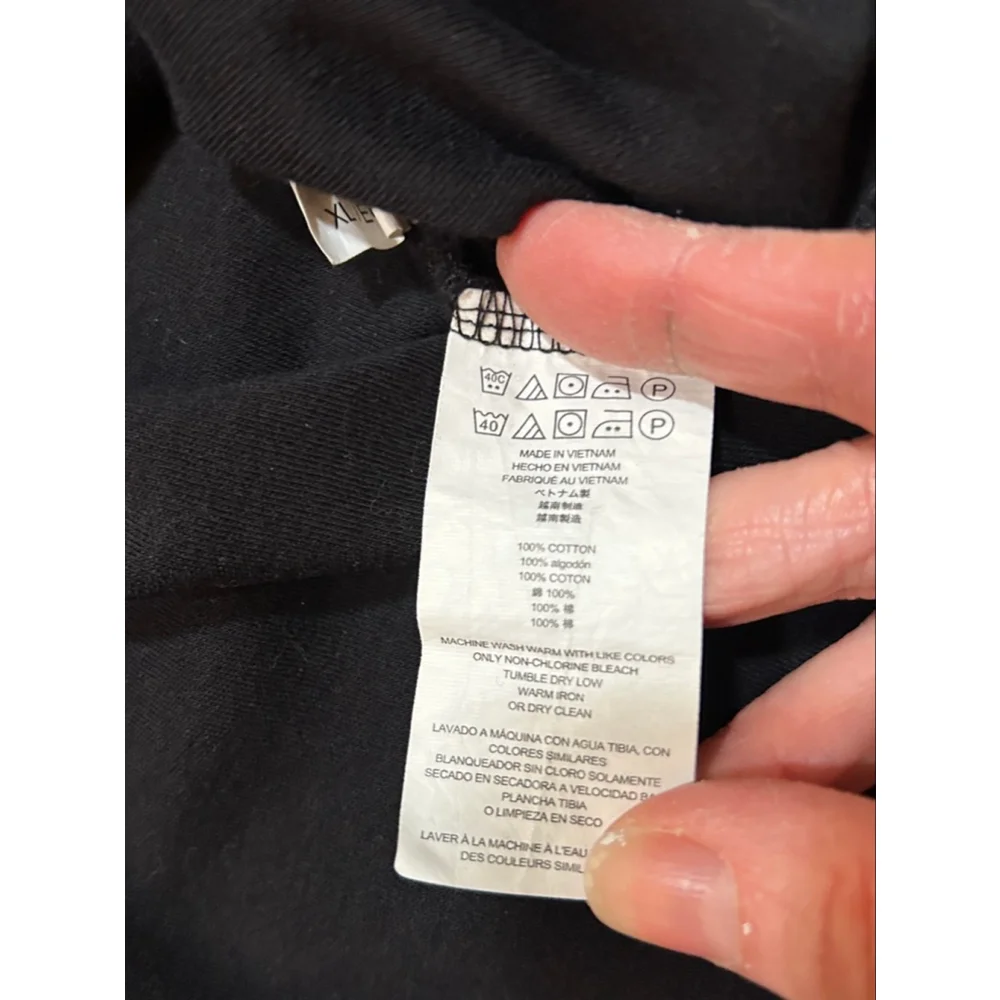 XL/E
40C
P
40
P
MADE IN VIETNAM
HECHO EN VIETNAM
FABRIQUÉ AU VIETNAM
ベトナム製
越南制造
越南製造
100% COTTON
100% algodón
100% COTON
綿 100%
100% 棉
100% 棉
MACHINE WASH WARM WITH LIKE COLORS
ONLY NON-CHLORINE BLEACH
TUMBLE DRY LOW
WARM IRON
OR DRY CLEAN
LAVADO A MÁQUINA CON AGUA TIBIA, CON
COLORES SIMILARES
BLANQUEADOR SIN CLORO SOLAMENTE
SECADO EN SECADORA A VELOCIDAD BA
PLANCHA TIBIA
O LIMPIEZA EN SECO
LAVER À LA MACHINE À L'EAU
DES COULEURS SIMIL